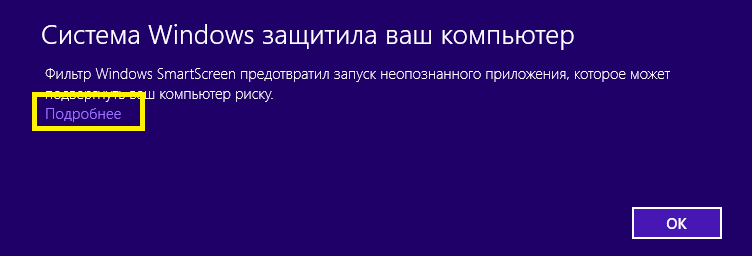 Система Windows защитила ваш компьютер
Фильтр Windows SmartScreen предотвратил запуск неопознанного приложения, которое может
подвергнуть ваш компьютер риску.
Подробнее
ОК